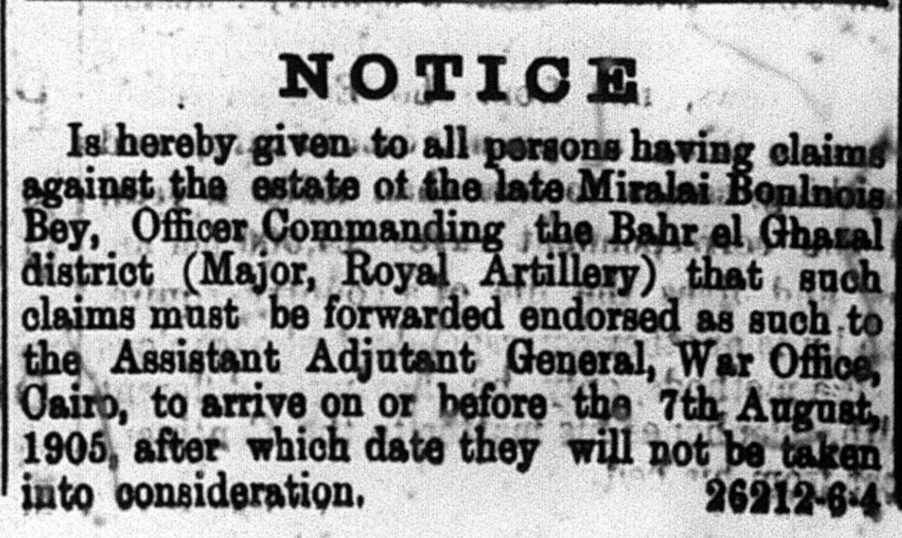 NOTICE
Is hereby given to all persons having claims
against the estate of the late Miralai Boulnois
Bey, Officer Commanding the Bahr el Ghazal
district (Major, Royal Artillery) that such
claims must be forwarded endorsed as such to
the Assistant Adjutant General, War Office,
Cairo, to arrive on or before the 7th August,
1905, after which date they will not be taken
into consideration. 26212-6-4